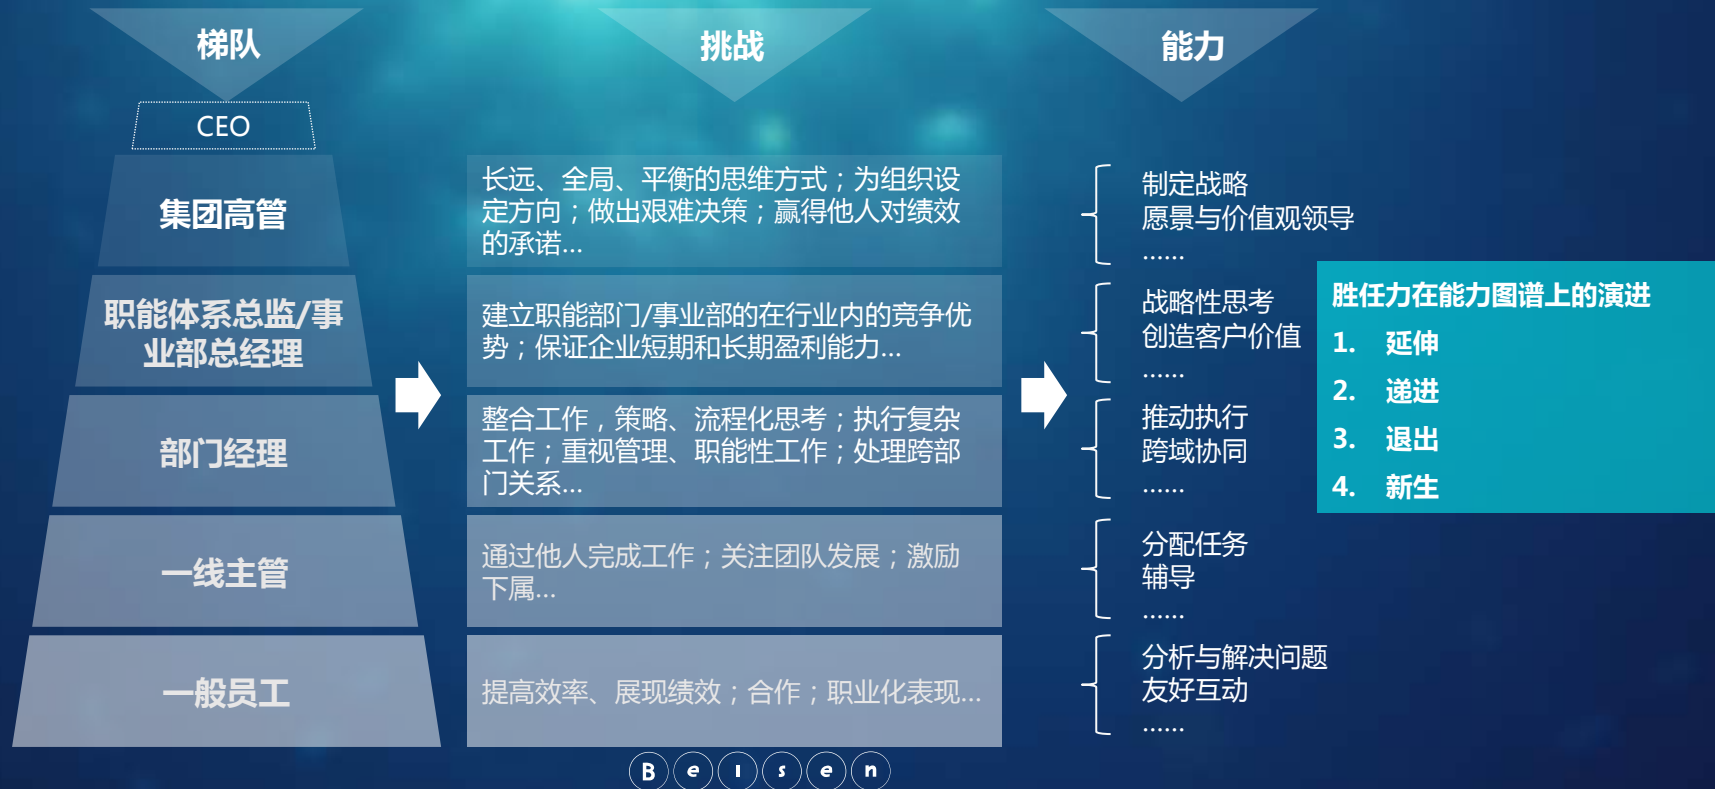 梯队
挑战
能力
CEO
集团高管
长远、全局、平衡的思维方式；为组织设
定方向；做出艰难决策；赢得他人对绩效
的承诺...
制定战略
愿景与价值观领导
......
职能体系总监/事
业部总经理
建立职能部门/事业部的在行业内的竞争优
势；保证企业短期和长期盈利能力...
战略性思考
创造客户价值
......
部门经理
整合工作，策略、流程化思考；执行复杂
工作；重视管理、职能性工作；处理跨部
门关系...
推动执行
跨域协同
......
一线主管
通过他人完成工作；关注团队发展；激励
下属...
分配任务
辅导
......
一般员工
提高效率、展现绩效；合作；职业化表现...
分析与解决问题
友好互动
......
胜任力在能力图谱上的演进
1. 延伸
2. 递进
3. 退出
4. 新生
Beisen